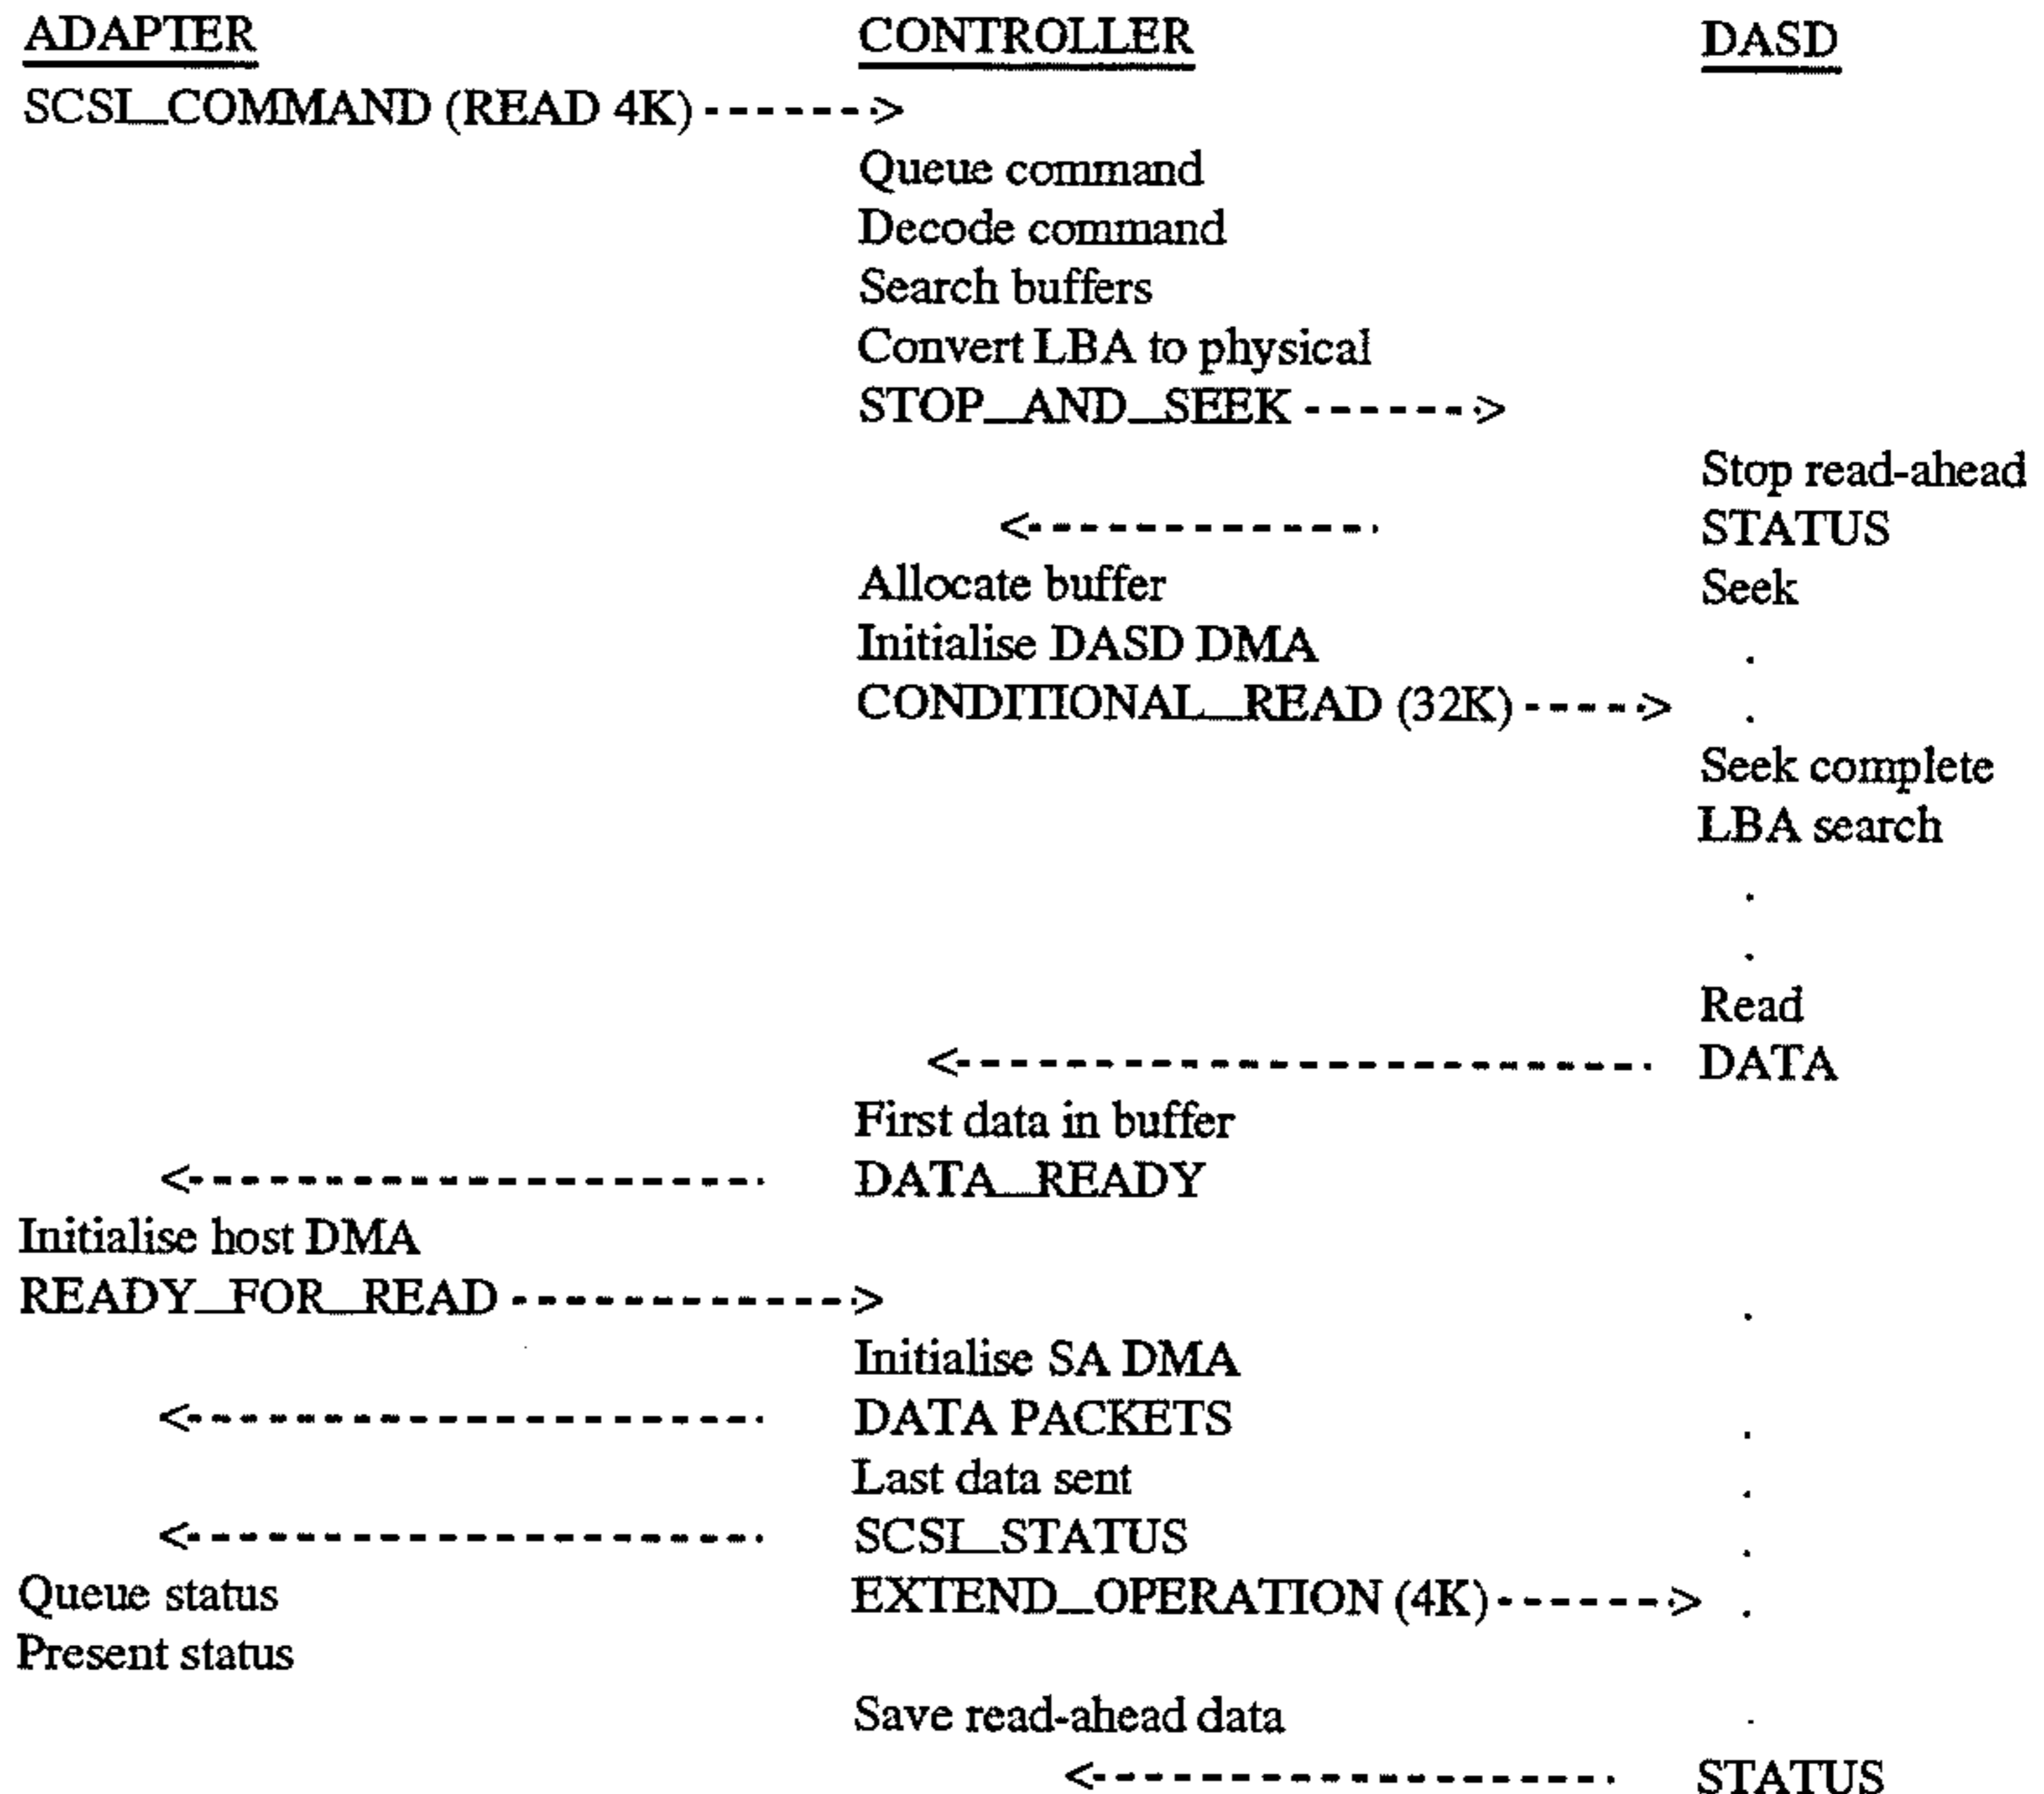 ADAPTER CONTROLLER DASD
SCSI_COMMAND (READ 4K) ------>
Queue command
Decode command
Search buffers
Convert LBA to physical
STOP_AND_SEEK ------>
Stop read-ahead
<------------- STATUS
Allocate buffer Seek
Initialise DASD DMA .
CONDITIONAL_READ (32K) -----> .
Seek complete
LBA search
.
.
Read
<------------------------- DATA
First data in buffer
<--------------------- DATA_READY
Initialise host DMA
READY_FOR_READ ------------> .
Initialise SA DMA
<--------------------- DATA PACKETS .
Last data sent .
<--------------------- SCSI_STATUS .
Queue status EXTEND_OPERATION (4K) ------> .
Present status
Save read-ahead data .
<------------------- STATUS